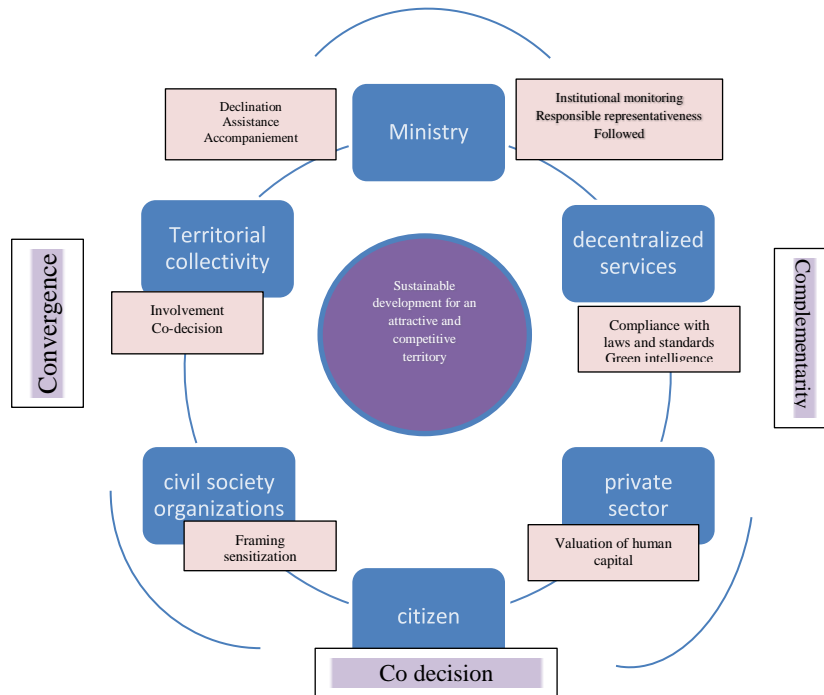 Declination
Assistance
Accompaniement
Ministry
Institutional monitoring
Responsible representativeness
Followed
Territorial
collectivity
decentralized
services
Convergence
Involvement
Co-decision
Sustainable
development for an
attractive and
competitive
territory
Compliance with
laws and standards
Green intelligence
Complementarity
civil society
organizations
Framing
sensitization
private
sector
Valuation of human
capital
citizen
Co decision